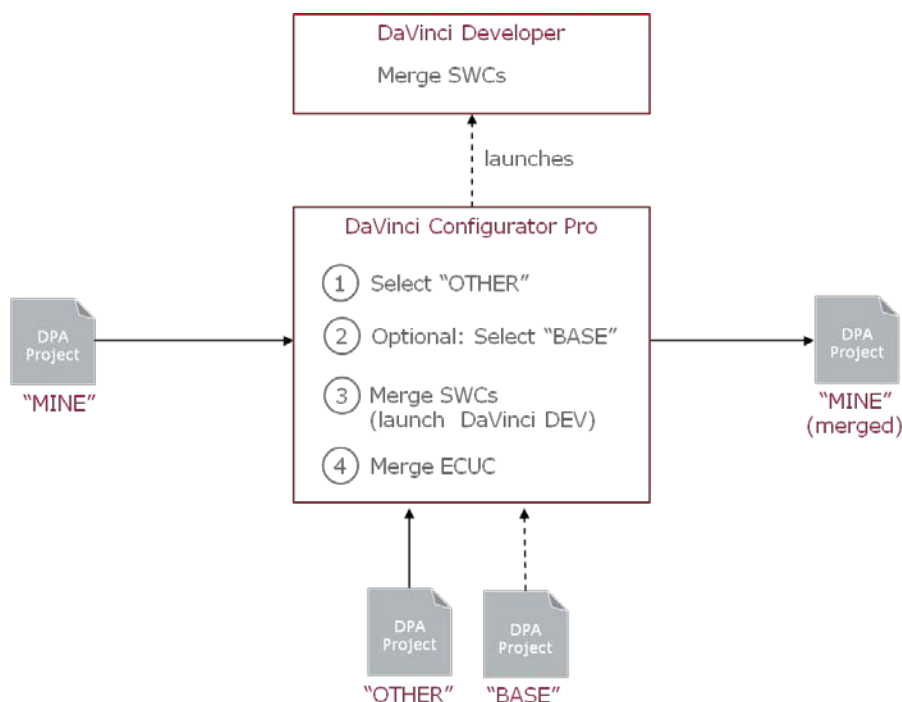 DaVinci Developer
Merge SWCs
launches
DaVinci Configurator Pro
1 Select “OTHER”
2 Optional: Select “BASE”
3 Merge SWCs
(launch DaVinci DEV)
4 Merge ECUC
DPA
Project
“MINE”
DPA
Project
“MINE”
(merged)
DPA
Project
“OTHER”
DPA
Project
“BASE”